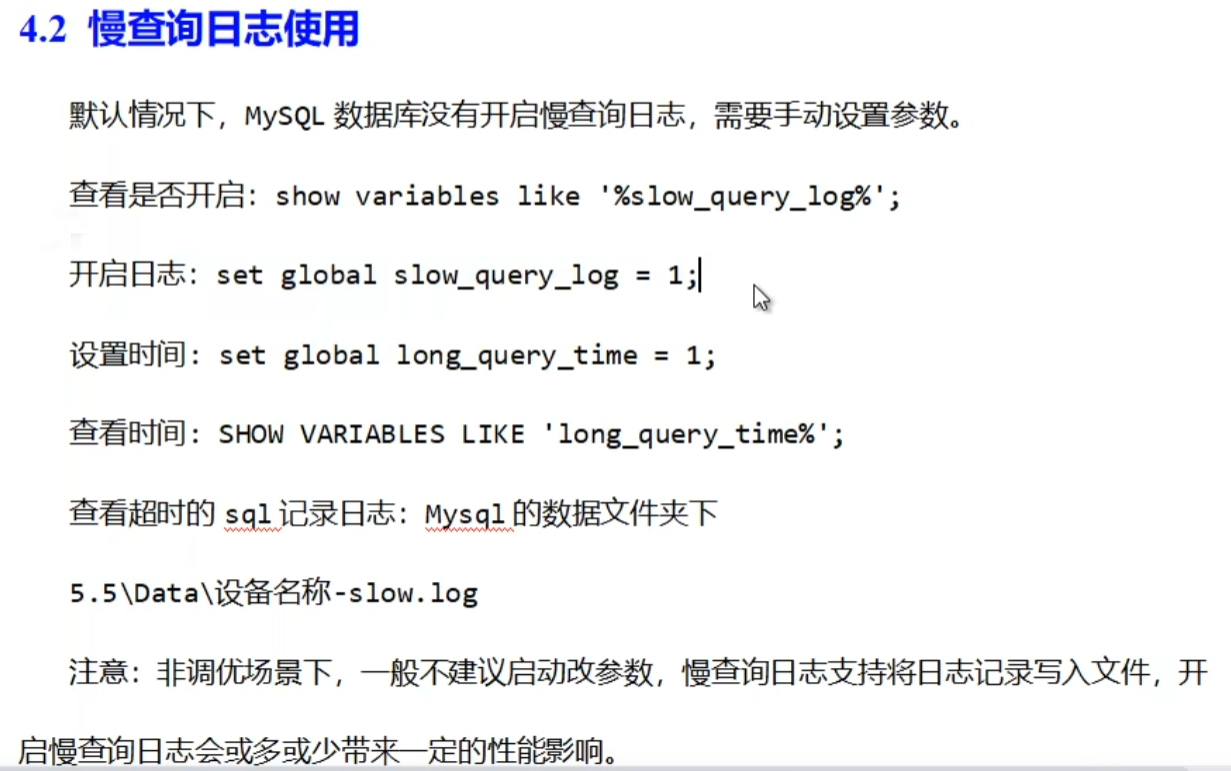 4.2 慢查询日志使用
默认情况下，MySQL 数据库没有开启慢查询日志，需要手动设置参数。
查看是否开启：show variables like '%slow_query_log%';
开启日志：set global slow_query_log = 1;
设置时间：set global long_query_time = 1;
查看时间：SHOW VARIABLES LIKE 'long_query_time%';
查看超时的 sql 记录日志：Mysql 的数据文件夹下
5.5\Data\设备名称-slow.log
注意：非调优场景下，一般不建议启动改参数，慢查询日志支持将日志记录写入文件，开
启慢查询日志会或多或少带来一定的性能影响。